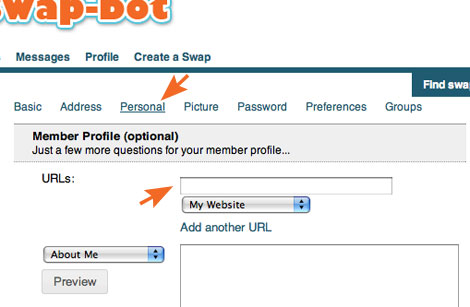 swap-bot
Messages Profile Create a Swap
Find swap
Basic Address Personal Picture Password Preferences Groups
Member Profile (optional)
Just a few more questions for your member profile...
URLs:
My Website
Add another URL
About Me
Preview